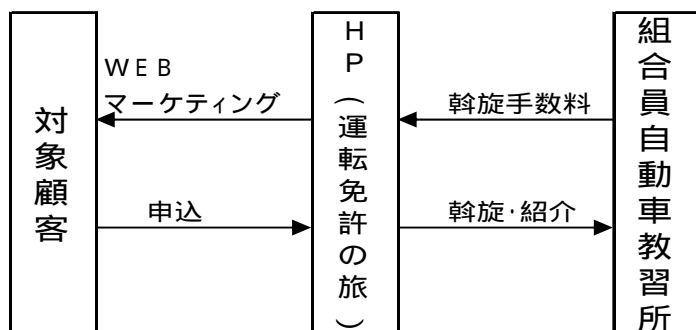 対象顧客
WEB
マーケティング
申込
HP(運転免許の旅)
斡旋手数料
斡旋・紹介
組合員自動車教習所